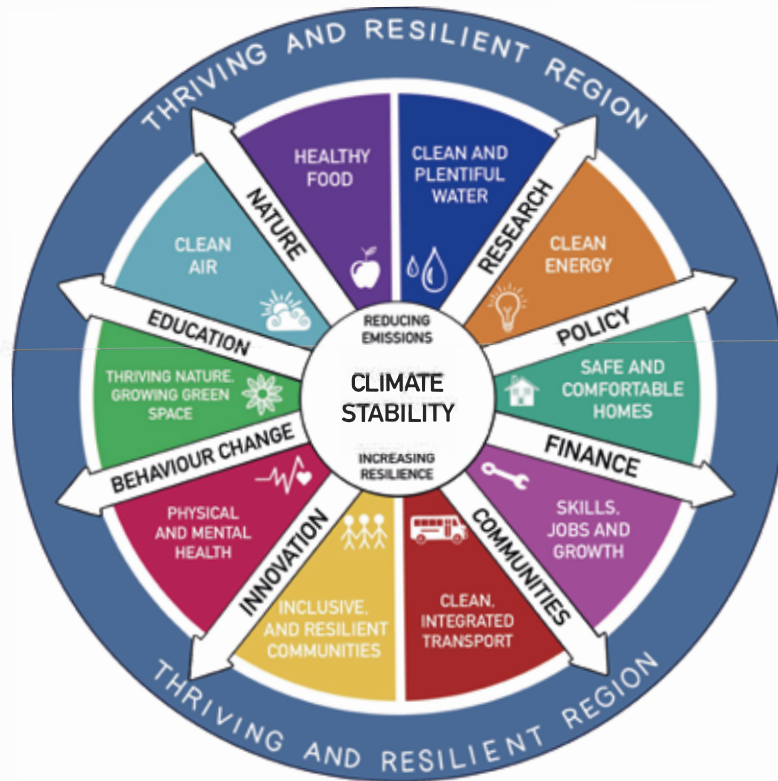 THRIVING AND RESILIENT REGION
HEALTHY
FOOD
CLEAN AND
PLENTIFUL
WATER
NATURE
RESEARCH
CLEAN
AIR
CLEAN
ENERGY
EDUCATION
POLICY
REDUCING
EMISSIONS
CLIMATE
STABILITY
INCREASING
RESILIENCE
THRIVING NATURE,
GROWING GREEN
SPACE
SAFE AND
COMFORTABLE
HOMES
BEHAVIOUR CHANGE
FINANCE
PHYSICAL
AND MENTAL
HEALTH
SKILLS,
JOBS AND
GROWTH
INNOVATION
COMMUNITIES
INCLUSIVE,
AND RESILIENT
COMMUNITIES
CLEAN,
INTEGRATED
TRANSPORT
THRIVING AND RESILIENT REGION